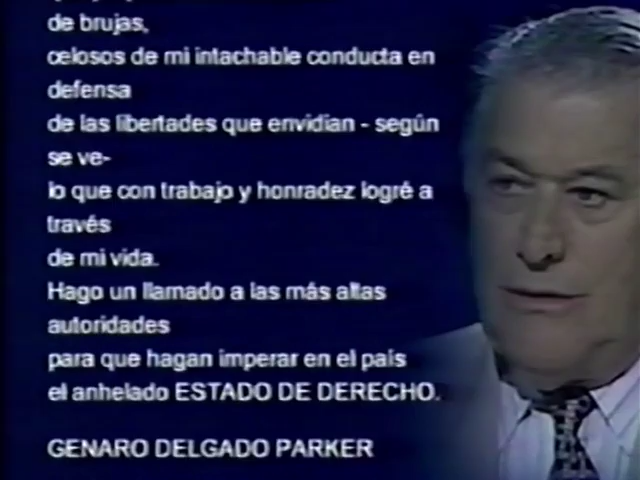 de brujas,
celosos de mi intachable conducta en
defensa
de las libertades que envidian - según
se ve-
lo que con trabajo y honradez logré a
través
de mi vida.
Hago un llamado a las más altas
autoridades
para que hagan imperar en el país
el anhelado ESTADO DE DERECHO.
GENARO DELGADO PARKER